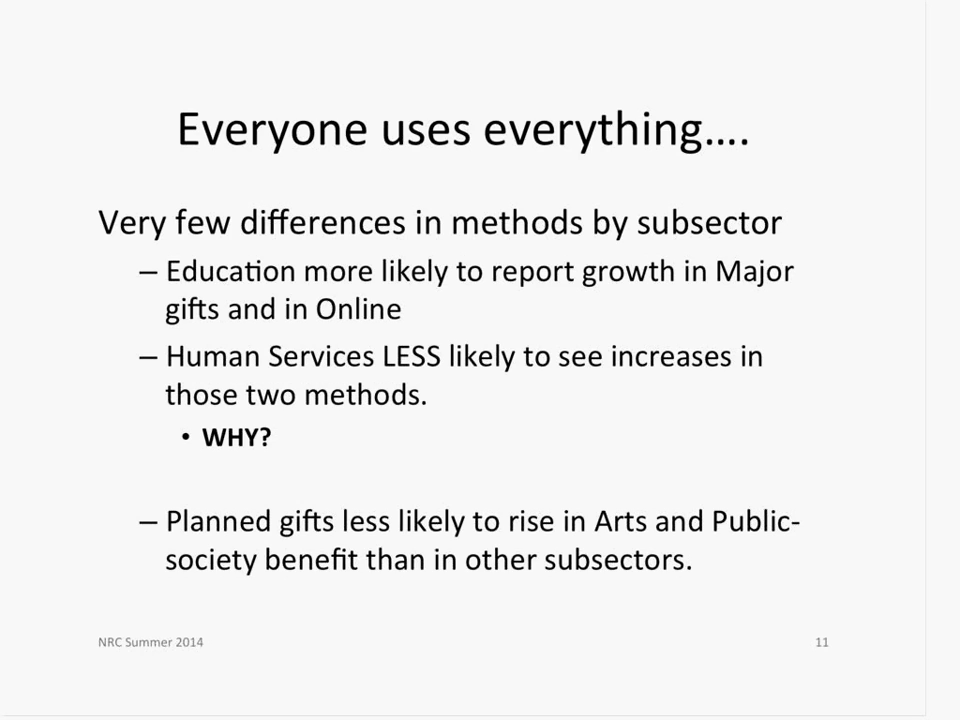 Everyone uses everything….
Very few differences in methods by subsector
– Education more likely to report growth in Major
gifts and in Online
– Human Services LESS likely to see increases in
those two methods.
• WHY?
– Planned gifts less likely to rise in Arts and Public-
society benefit than in other subsectors.
NRC Summer 2014
11